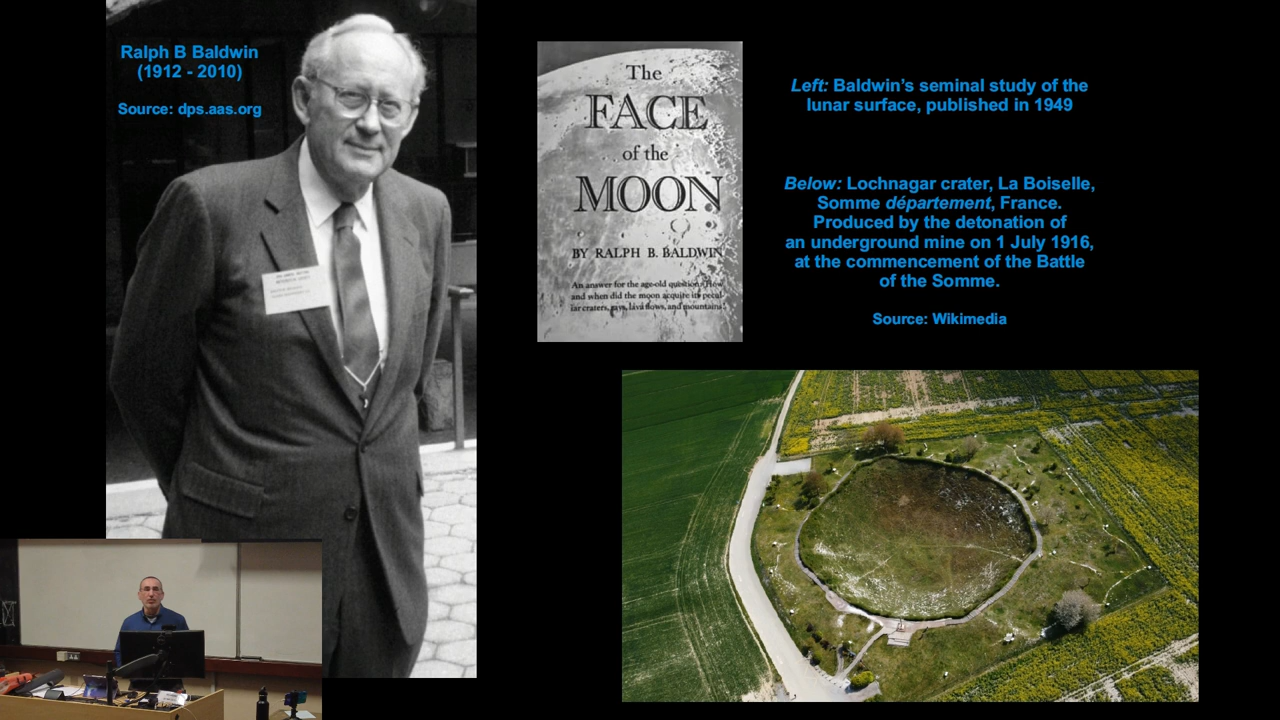 Ralph B Baldwin
(1912 - 2010)
Source: dps.aas.org
The
FACE
of the
MOON
BY RALPH B. BALDWIN
An answer for the age-old question: How
and when did the moon acquire its pecul-
iar craters, rays, lava flows, and mountains?
Left: Baldwin’s seminal study of the
lunar surface, published in 1949
Below: Lochnagar crater, La Boiselle,
Somme département, France.
Produced by the detonation of
an underground mine on 1 July 1916,
at the commencement of the Battle
of the Somme.
Source: Wikimedia